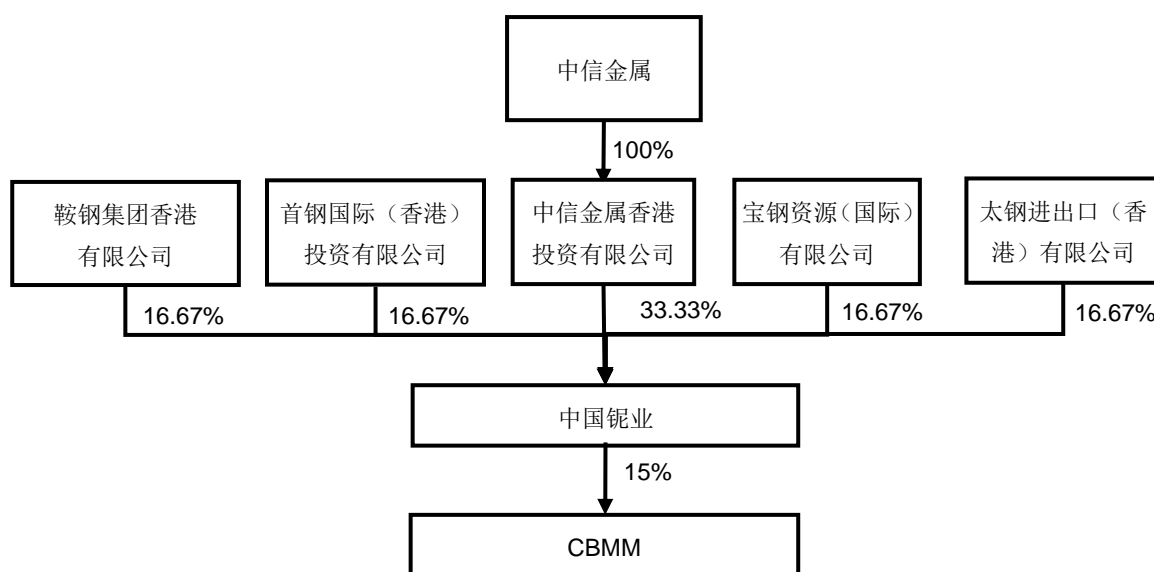 中信金属
100%
鞍钢集团香港
有限公司
首钢国际（香港）
投资有限公司
中信金属香港
投资有限公司
宝钢资源（国际）
有限公司
太钢进出口（香
港）有限公司
16.67%
16.67%
33.33%
16.67%
16.67%
中国铌业
15%
CBMM